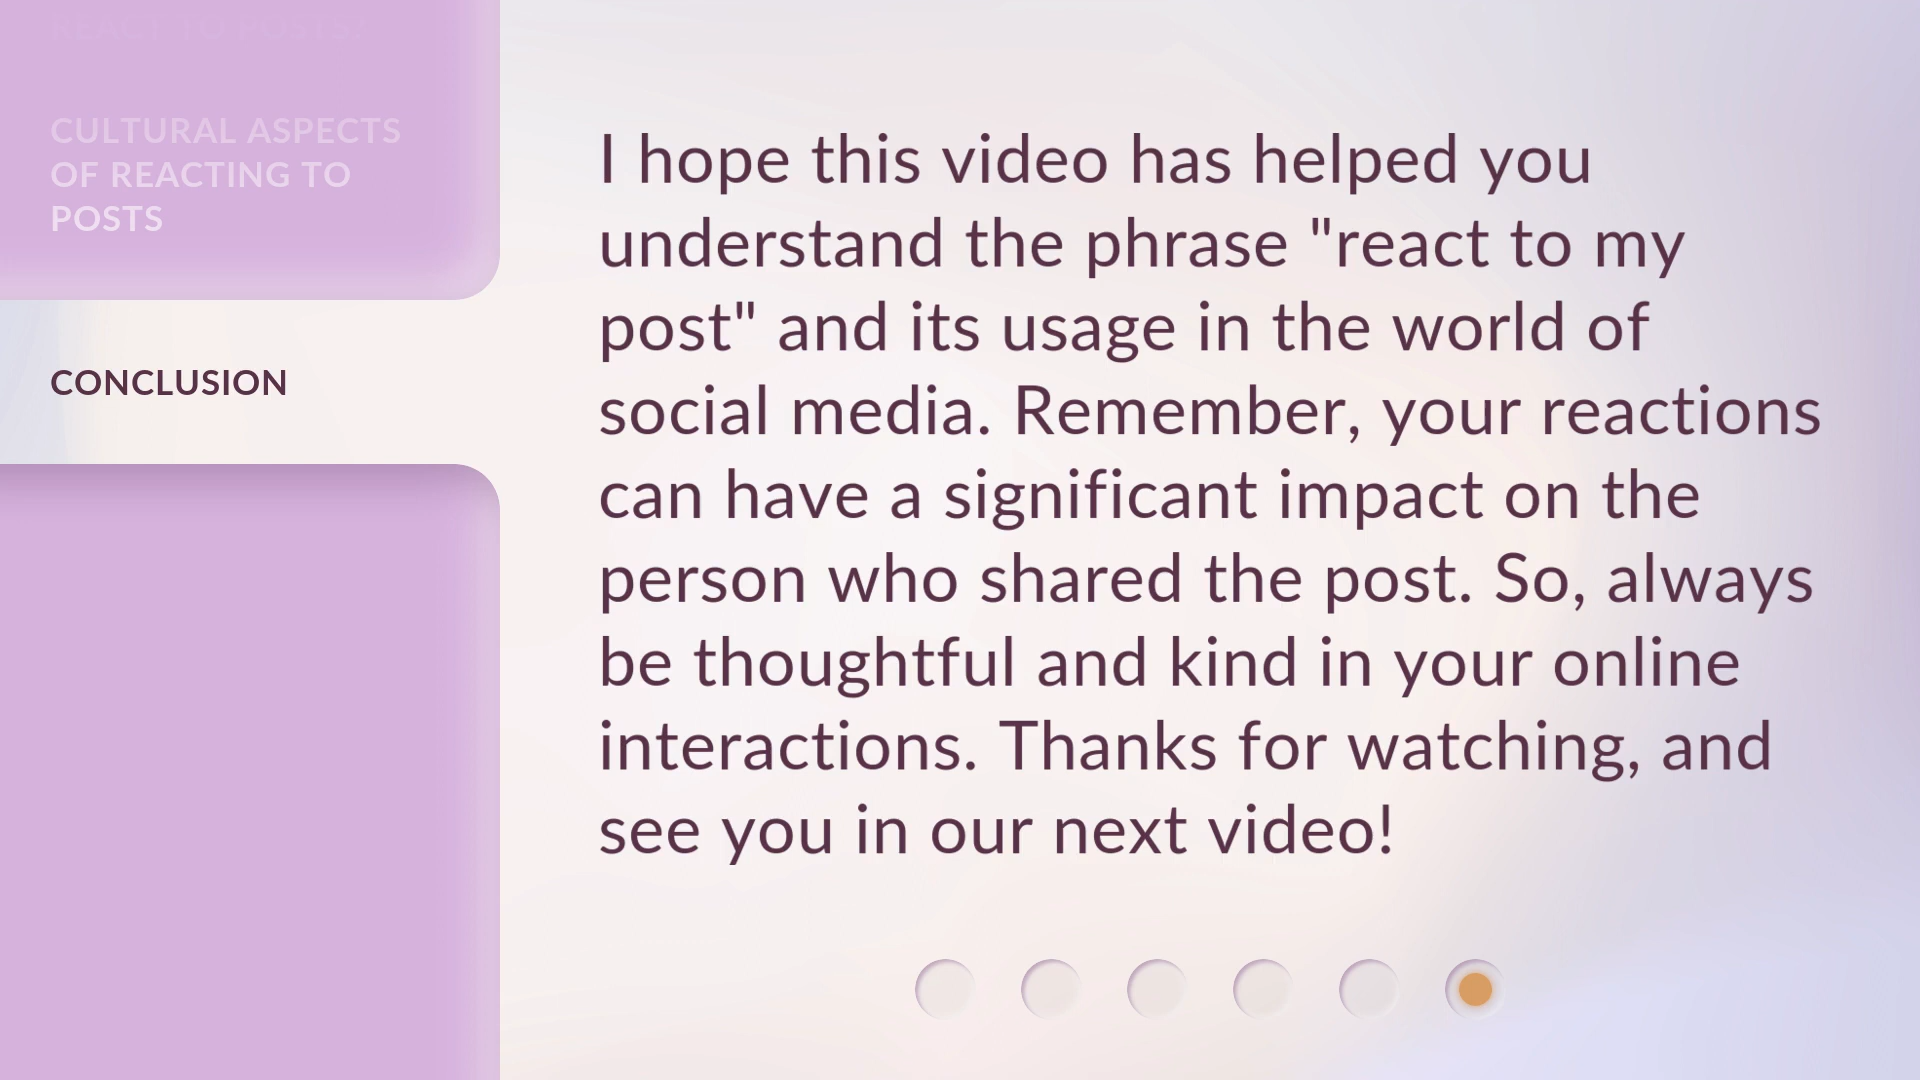 REACT TO POSTS?
CULTURAL ASPECTS
OF REACTING TO
POSTS
CONCLUSION
I hope this video has helped you
understand the phrase "react to my
post" and its usage in the world of
social media. Remember, your reactions
can have a significant impact on the
person who shared the post. So, always
be thoughtful and kind in your online
interactions. Thanks for watching, and
see you in our next video!